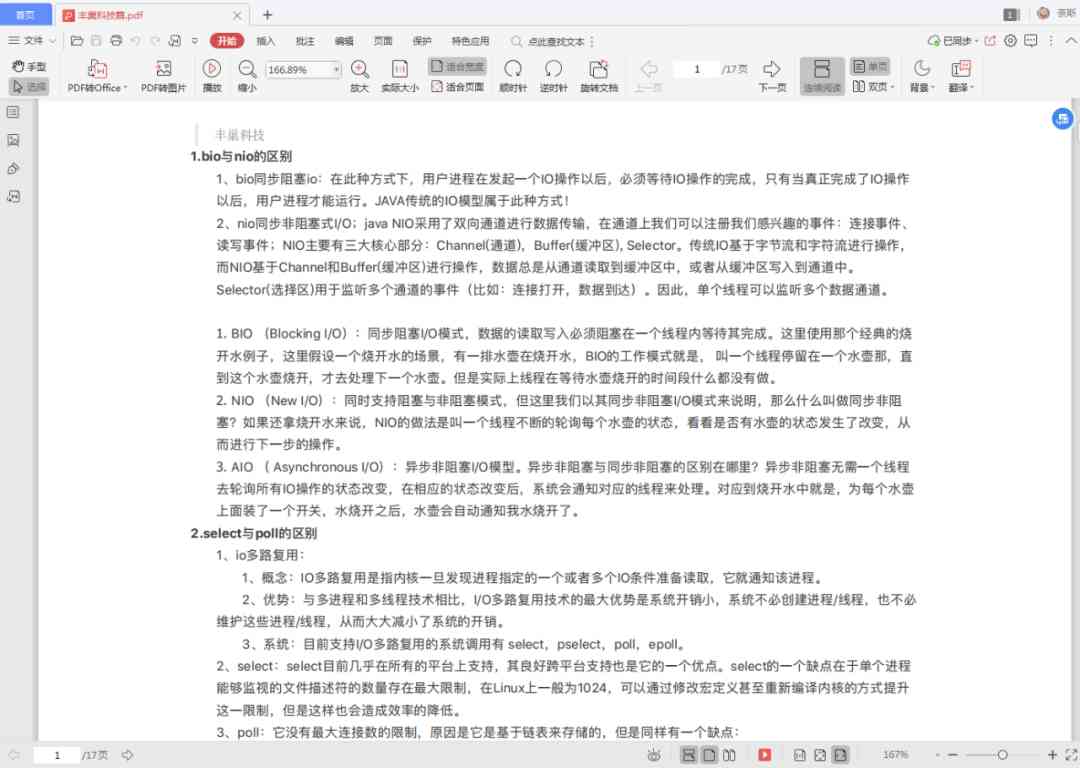 首页
丰巢科技篇.pdf
1
蔡斯
文件
开始
插入
批注
编辑
页面
保护
特色应用
点此查找文本
已同步
手型
选择
PDF转Office
PDF转图片
播放
缩小
166.89%
放大
实际大小
适合宽度
适合页面
顺时针
逆时针
旋转文档
上一页
1
/17页
下一页
连续阅读
单页
双页
背景
翻译
丰巢科技
1.bio与nio的区别
1、bio同步阻塞io：在此种方式下，用户进程在发起一个IO操作以后，必须等待IO操作的完成，只有当真正完成了IO操作
以后，用户进程才能运行。JAVA传统的IO模型属于此种方式！
2、nio同步非阻塞式I/O；java NIO采用了双向通道进行数据传输，在通道上我们可以注册我们感兴趣的事件：连接事件、
读写事件；NIO主要有三大核心部分：Channel(通道)，Buffer(缓冲区), Selector。传统IO基于字节流和字符流进行操作，
而NIO基于Channel和Buffer(缓冲区)进行操作，数据总是从通道读取到缓冲区中，或者从缓冲区写入到通道中。
Selector(选择区)用于监听多个通道的事件（比如：连接打开，数据到达）。因此，单个线程可以监听多个数据通道。
1. BIO （Blocking I/O）：同步阻塞I/O模式，数据的读取写入必须阻塞在一个线程内等待其完成。这里使用那个经典的烧
开水例子，这里假设一个烧开水的场景，有一排水壶在烧开水，BIO的工作模式就是， 叫一个线程停留在一个水壶那，直
到这个水壶烧开，才去处理下一个水壶。但是实际上线程在等待水壶烧开的时间段什么都没有做。
2. NIO （New I/O）：同时支持阻塞与非阻塞模式，但这里我们以其同步非阻塞I/O模式来说明，那么什么叫做同步非阻
塞？如果还拿烧开水来说，NIO的做法是叫一个线程不断的轮询每个水壶的状态，看看是否有水壶的状态发生了改变，从
而进行下一步的操作。
3. AIO （ Asynchronous I/O）：异步非阻塞I/O模型。异步非阻塞与同步非阻塞的区别在哪里？异步非阻塞无需一个线程
去轮询所有IO操作的状态改变，在相应的状态改变后，系统会通知对应的线程来处理。对应到烧开水中就是，为每个水壶
上面装了一个开关，水烧开之后，水壶会自动通知我水烧开了。
2.select与poll的区别
1、io多路复用：
1、概念：IO多路复用是指内核一旦发现进程指定的一个或者多个IO条件准备读取，它就通知该进程。
2、优势：与多进程和多线程技术相比，I/O多路复用技术的最大优势是系统开销小，系统不必创建进程/线程，也不必
维护这些进程/线程，从而大大减小了系统的开销。
3、系统：目前支持I/O多路复用的系统调用有 select，pselect，poll，epoll。
2、select：select目前几乎在所有的平台上支持，其良好跨平台支持也是它的一个优点。select的一个缺点在于单个进程
能够监视的文件描述符的数量存在最大限制，在Linux上一般为1024，可以通过修改宏定义甚至重新编译内核的方式提升
这一限制，但是这样也会造成效率的降低。
3、poll：它没有最大连接数的限制，原因是它是基于链表来存储的，但是同样有一个缺点：
1
/17页
167%